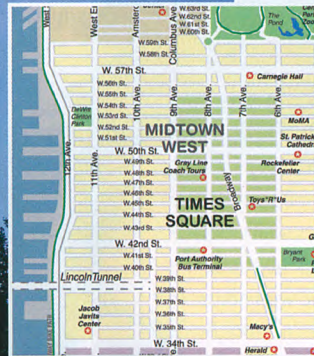 W. 63rd St.
W. 62nd St.
W. 61st St.
W. 60th St.
The
Pond
West E
Amster
Columbus Ave
W. 59th St.
W. 58th St.
W. 57th St.
Carnegie Hall
W. 56th St.
W. 55th St.
W. 54th St.
W. 53rd St.
W. 52nd St.
W. 51st St.
10th Ave.
9th Ave.
8th Ave.
7th Ave.
6th Ave.
DeWitt
Clinton
Park
MoMA
MIDTOWN
WEST
St. Patrick
Cathedr
W. 50th St.
W. 49th St.
W. 48th St.
W. 47th St.
W. 46th St.
W. 45th St.
W. 44th St.
W. 43rd St.
Gray Line
Coach Tours
Rockefeller
Center
12th Ave.
11th Ave.
Broadway
Toys"R"Us
TIMES
SQUARE
W. 42nd St.
W. 41st St.
W. 40th St.
Port Authority
Bus Terminal
Bryant
Park
Lincoln Tunnel
W. 39th St.
W. 38th St.
W. 37th St.
W. 36th St.
W. 35th St.
Jacob
Javits
Center
Macy's
W. 34th St.
Herald